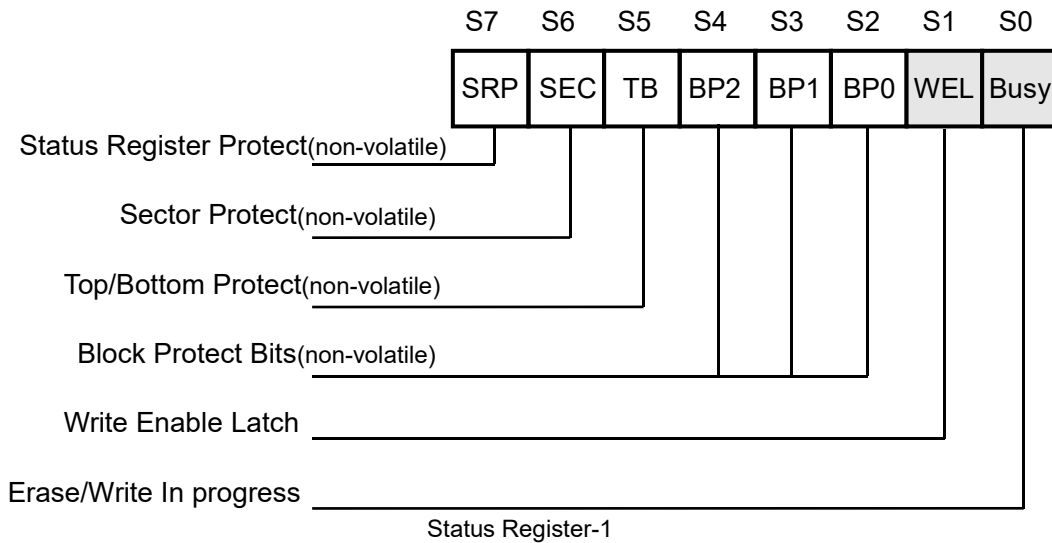 S7 S6 S5 S4 S3 S2 S1 S0
SRP SEC TB BP2 BP1 BP0 WEL Busy
Status Register Protect(non-volatile)
Sector Protect(non-volatile)
Top/Bottom Protect(non-volatile)
Block Protect Bits(non-volatile)
Write Enable Latch
Erase/Write In progress
Status Register-1